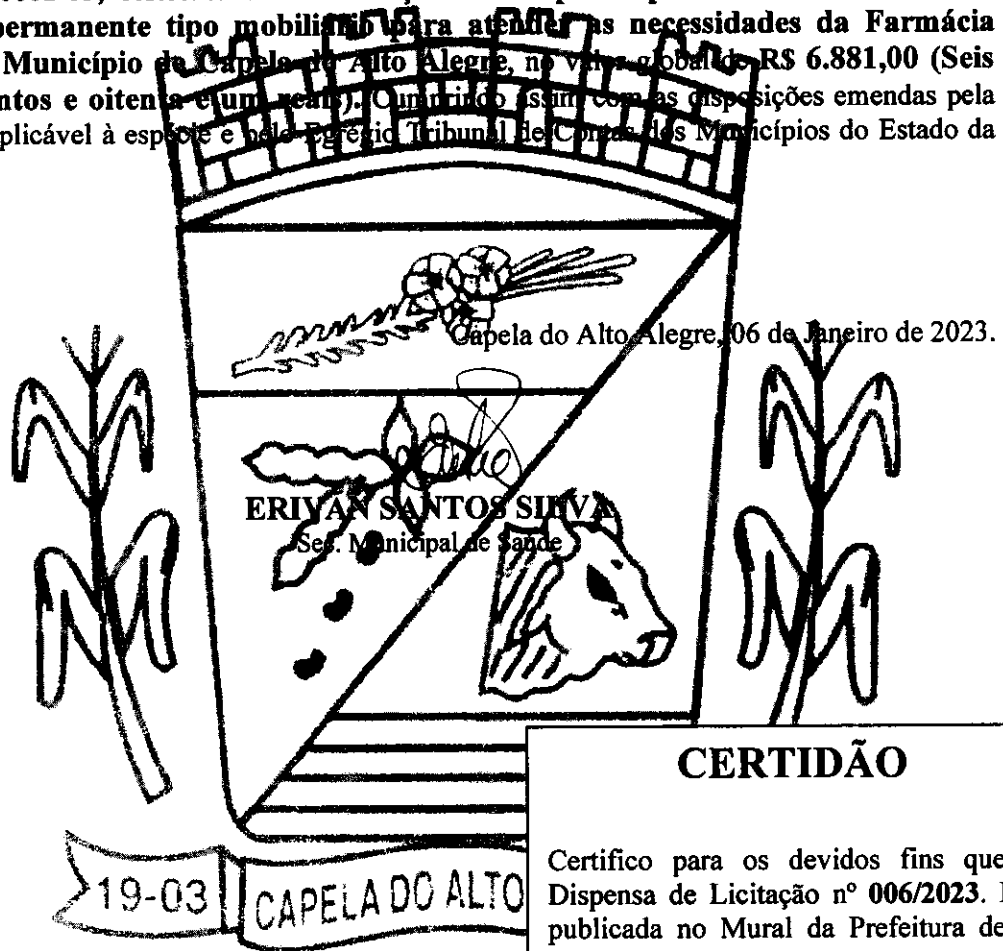 permanente tipo mobiliário para atender as necessidades da Farmácia
Município de Capela do Alto Alegre, no valor global de R$ 6.881,00 (Seis
ntos e oitenta e um reais). Cumprindo assim com as disposições emendas pela
plicável à espécie e pelo Egrégio Tribunal de Contas dos Municípios do Estado da
Capela do Alto Alegre, 06 de Janeiro de 2023.
ERIVAN SANTOS SILVA
Sec. Municipal de Saúde
CERTIDÃO
Certifico para os devidos fins que
Dispensa de Licitação nº 006/2023.
publicada no Mural da Prefeitura de
19-03
CAPELA DO ALTO